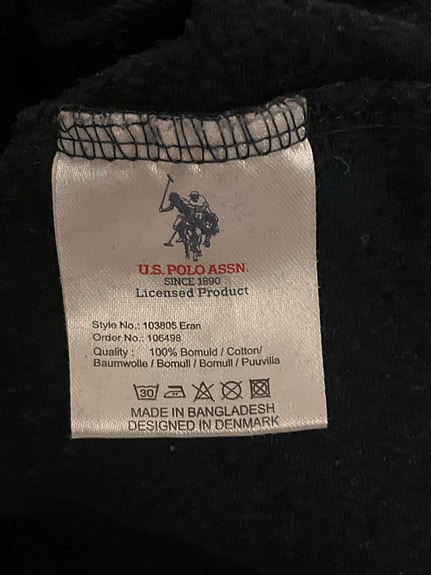 U.S. POLO ASSN.
SINCE 1890
Licensed Product
Style No.: 103805 Eran
Order No.: 106498
Quality : 100% Bomuld / Cotton/
Baumwolle / Bomull / Bomull / Puuvilla
30
MADE IN BANGLADESH
DESIGNED IN DENMARK